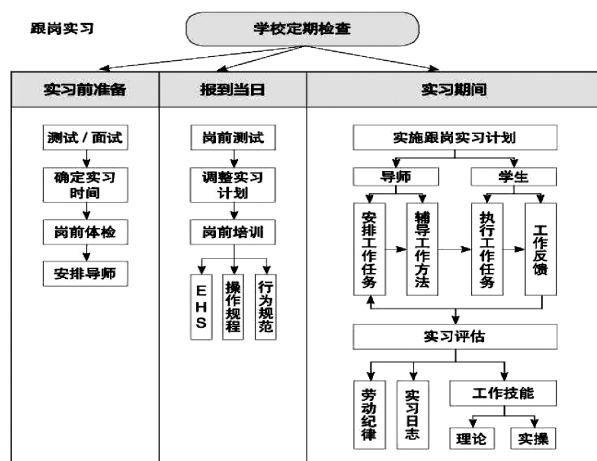 跟岗实习
学校定期检查
实习前准备
报到当日
实习期间
测试/面试
确定实习
时间
岗前体检
安排导师
岗前测试
调整实习
计划
岗前培训
EHS
操作规程
行为规范
实施跟岗实习计划
导师
学生
安排工作任务
辅导工作方法
执行工作任务
工作反馈
实习评估
劳动纪律
实习日志
工作技能
理论
实操